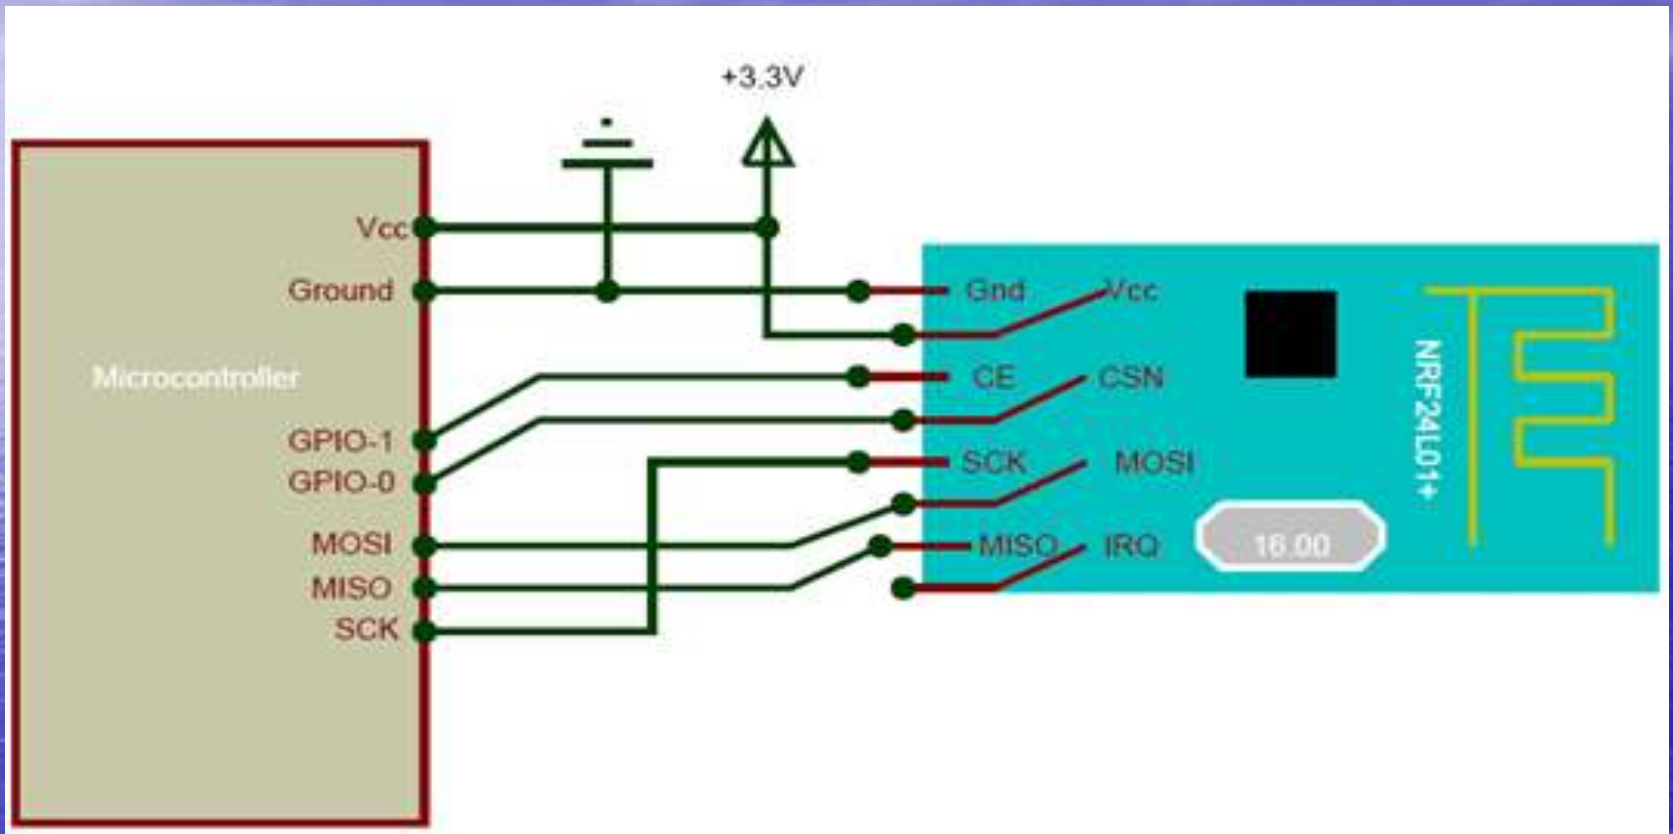 +3.3V
Vcc
Ground
Microcontroller
GPIO-1
GPIO-0
MOSI
MISO
SCK
Gnd Vcc
CE CSN
SCK MOSI
MISO IRQ
NRF24L01+
16.00